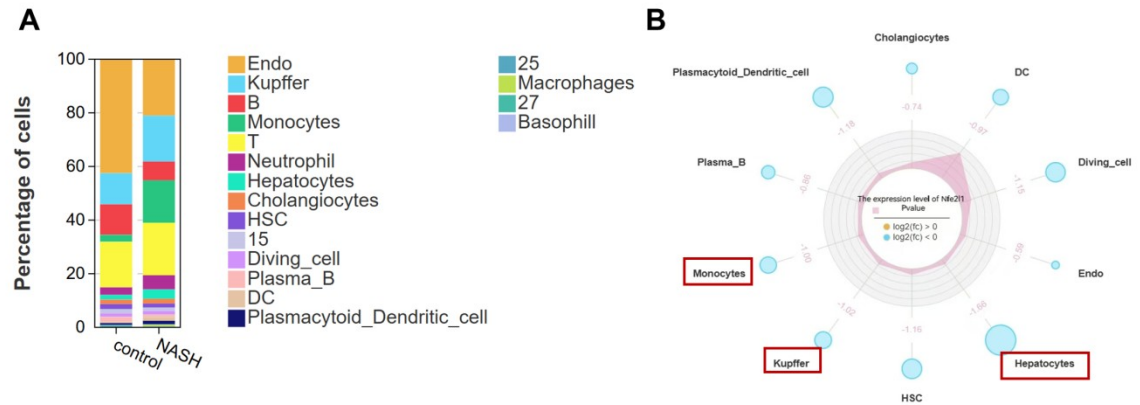 A
Percentage of cells
100
80
60
40
20
0
control
NASH
Endo
Kupffer
B
Monocytes
T
Neutrophil
Hepatocytes
Cholangiocytes
HSC
15
Diving_cell
Plasma_B
DC
Plasmacytoid_Dendritic_cell
25
Macrophages
27
Basophill
B
Cholangiocytes
-0.74
DC
-0.97
Diving_cell
-1.15
Endo
-0.59
Hepatocytes
-1.66
HSC
-1.16
Kupffer
-1.02
Monocytes
-1.00
Plasma_B
-0.86
Plasmacytoid_Dendritic_cell
-1.18
The expression level of Nfe2l1
Pvalue
log2(fc) > 0
log2(fc) < 0